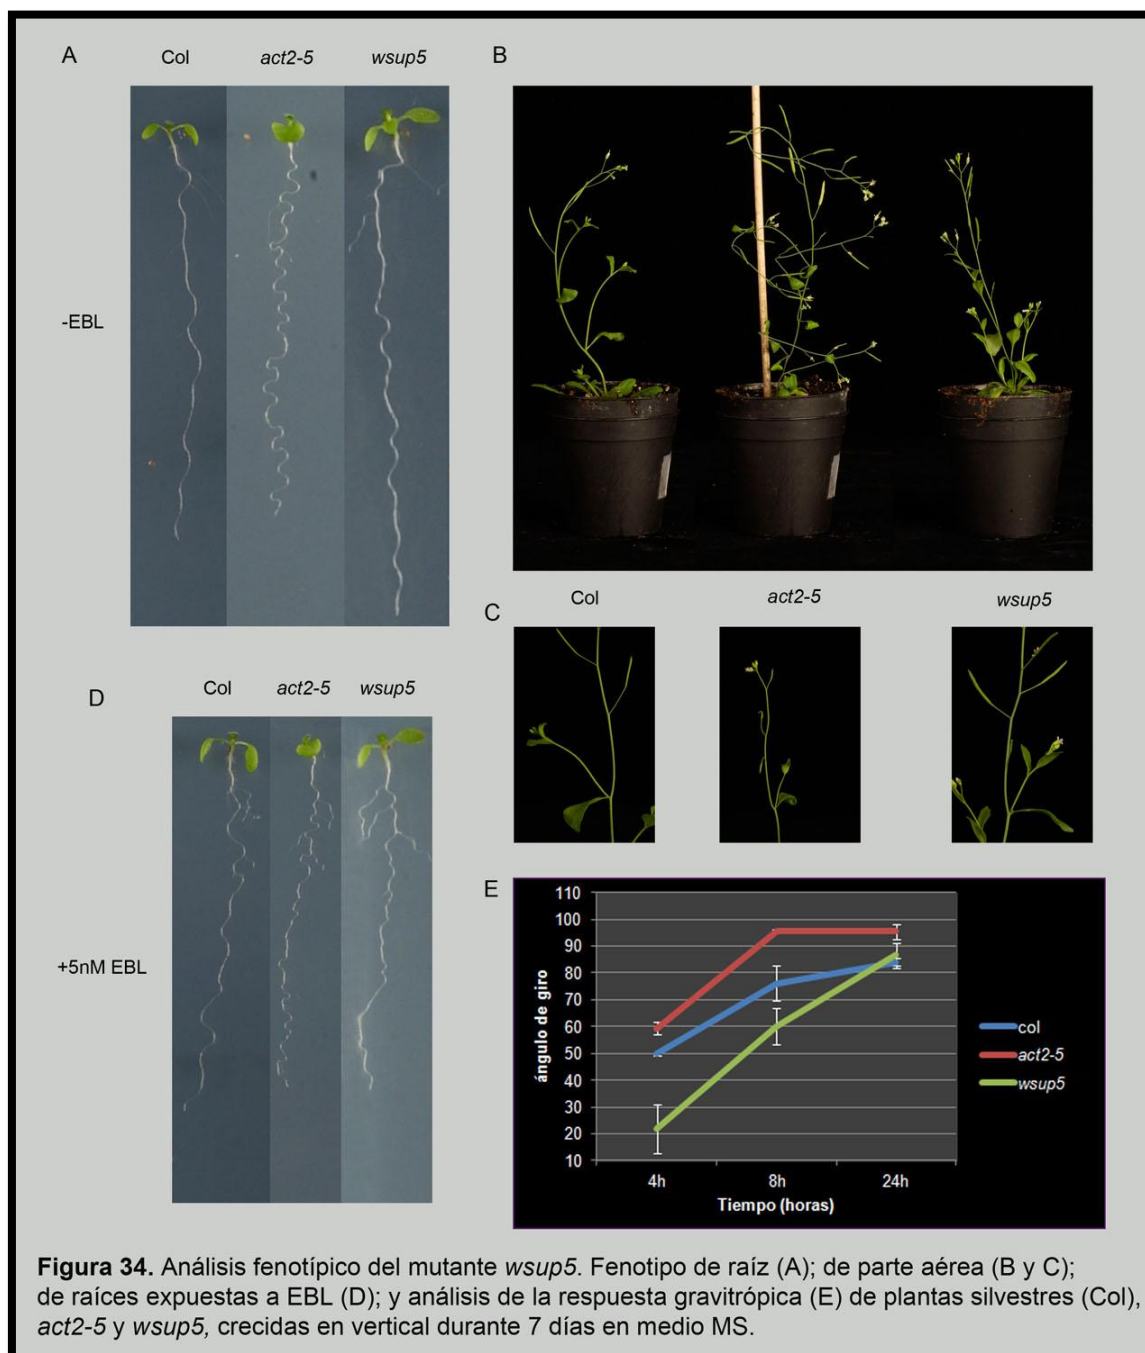 A
Col
act2-5
wsup5
B
-EBL
Col
act2-5
wsup5
C
D
Col
act2-5
wsup5
+5nM EBL
E
110
100
90
80
70
60
50
40
30
20
10
ángulo de giro
4h
8h
24h
Tiempo (horas)
col
act2-5
wsup5
Figura 34. Análisis fenotípico del mutante wsup5. Fenotipo de raíz (A); de parte aérea (B y C);
de raíces expuestas a EBL (D); y análisis de la respuesta gravitrópica (E) de plantas silvestres (Col),
act2-5 y wsup5, crecidas en vertical durante 7 días en medio MS.